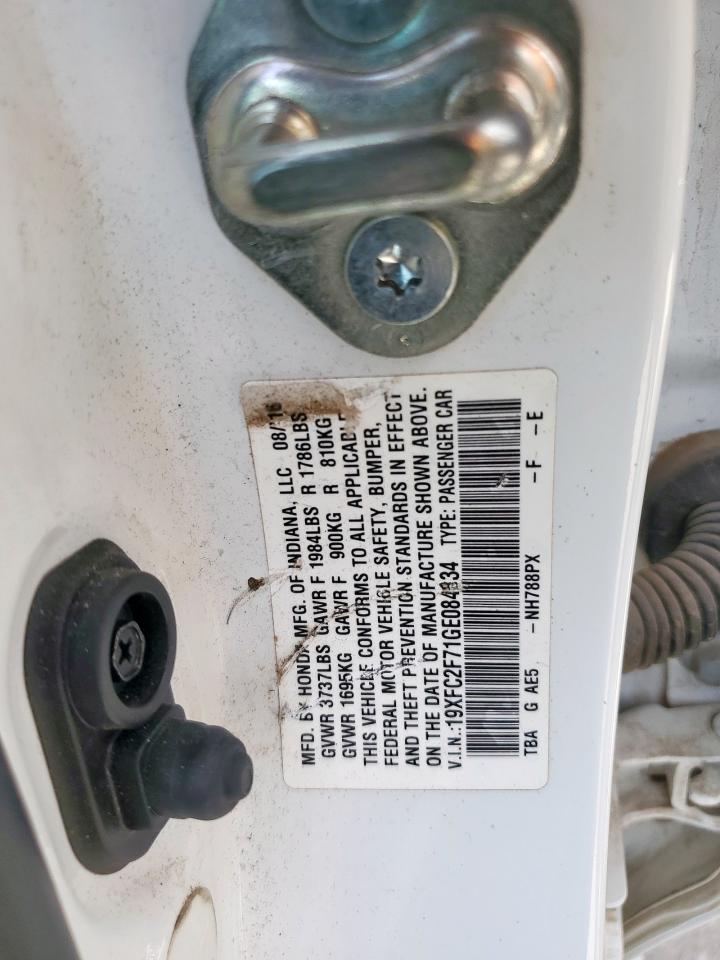 MFD. BY HONDA MFG. OF INDIANA, LLC 08/16
GVWR 3737LBS GAWR F 1984LBS R 1786LBS
GVWR 1695KG GAWR F 900KG R 810KG
THIS VEHICLE CONFORMS TO ALL APPLICABLE
FEDERAL MOTOR VEHICLE SAFETY, BUMPER,
AND THEFT PREVENTION STANDARDS IN EFFECT
ON THE DATE OF MANUFACTURE SHOWN ABOVE.
V.I.N.:19XFC2F71GE084834 TYPE: PASSENGER CAR
TBA G AE5 -NH788PX -F -E